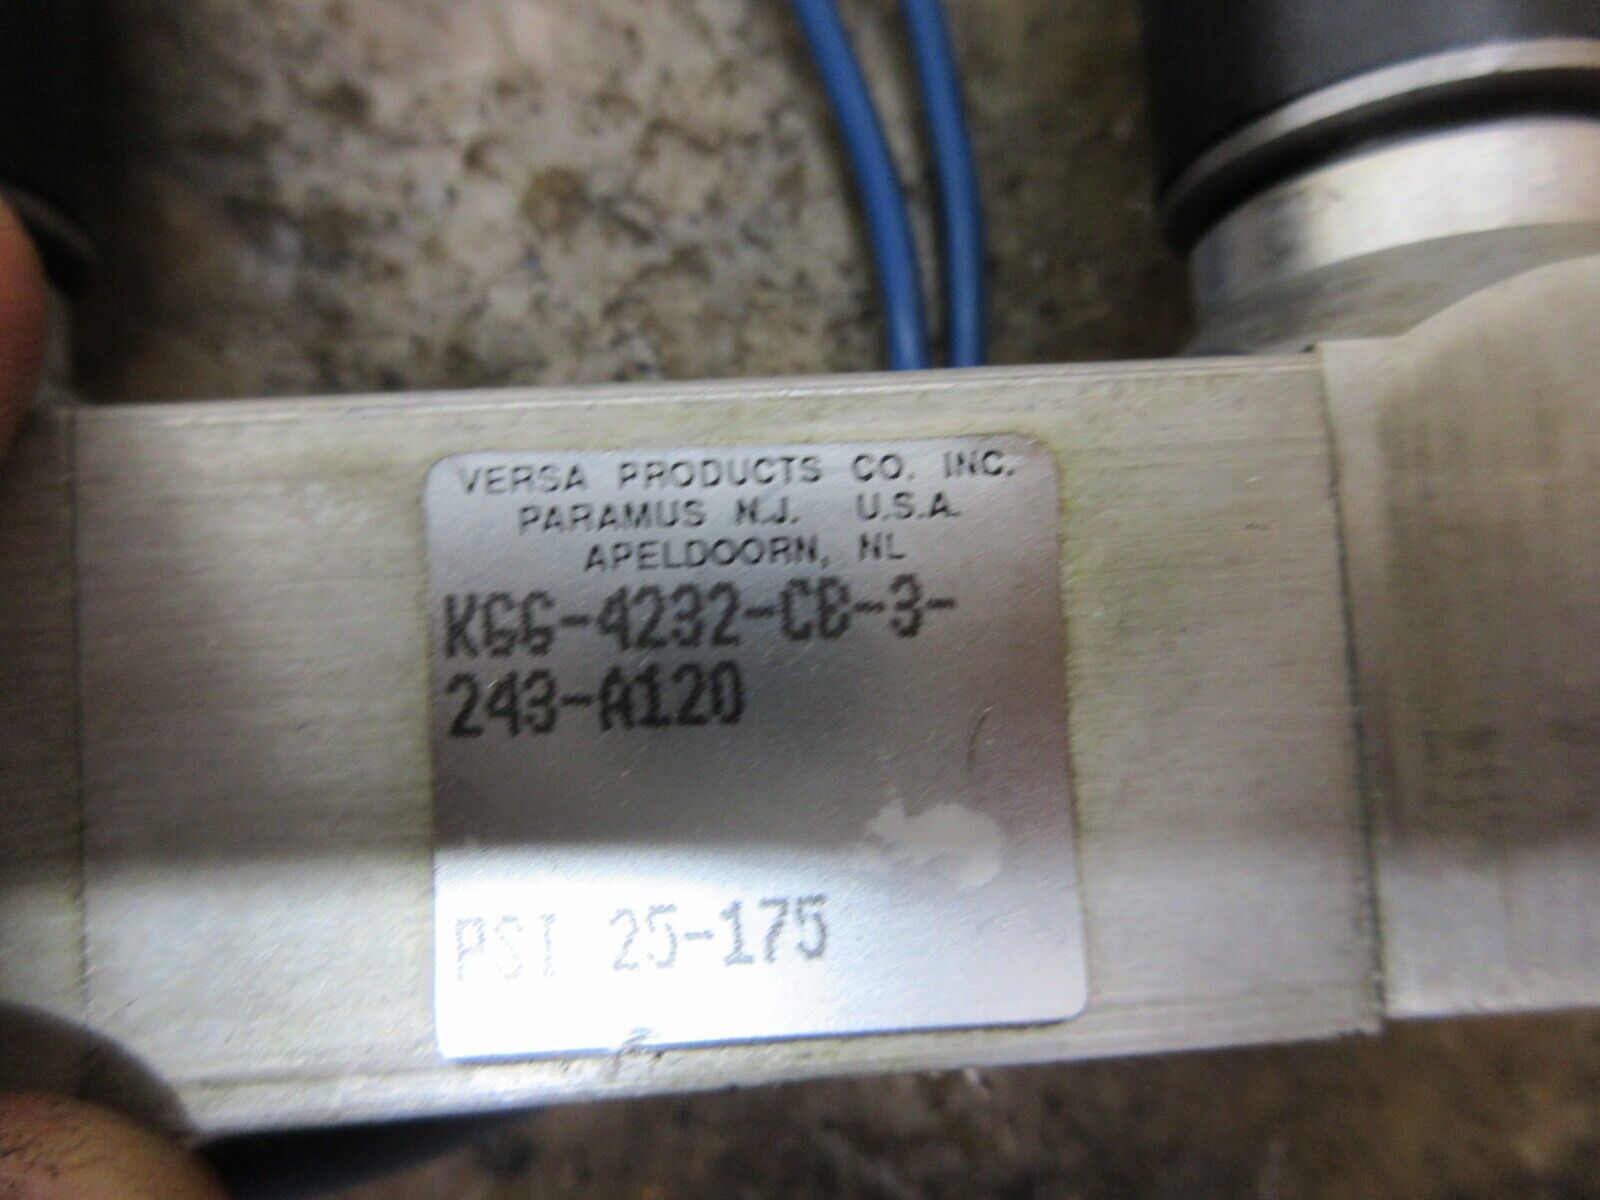 VERSA PRODUCTS CO. INC.
PARAMUS N.J. U.S.A.
APELDOORN, NL
KGG-4232-CB-3-
243-A120
PSI 25-175